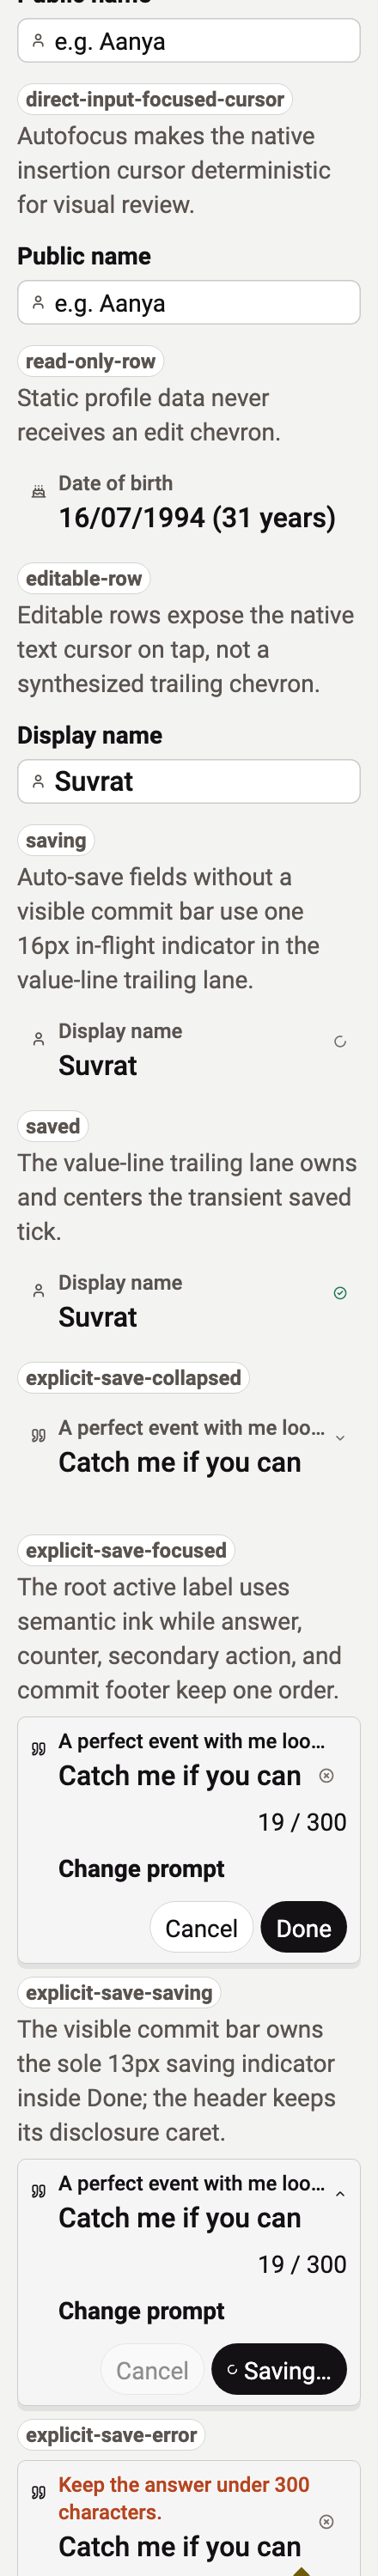 Public name
e.g. Aanya
direct-input-focused-cursor
Autofocus makes the native
insertion cursor deterministic
for visual review.
Public name
e.g. Aanya
read-only-row
Static profile data never
receives an edit chevron.
Date of birth
16/07/1994 (31 years)
editable-row
Editable rows expose the native
text cursor on tap, not a
synthesized trailing chevron.
Display name
Suvrat
saving
Auto-save fields without a
visible commit bar use one
16px in-flight indicator in the
value-line trailing lane.
Display name
Suvrat
saved
The value-line trailing lane owns
and centers the transient saved
tick.
Display name
Suvrat
explicit-save-collapsed
A perfect event with me loo...
Catch me if you can
explicit-save-focused
The root active label uses
semantic ink while answer,
counter, secondary action, and
commit footer keep one order.
A perfect event with me loo...
Catch me if you can
19 / 300
Change prompt
Cancel Done
explicit-save-saving
The visible commit bar owns
the sole 13px saving indicator
inside Done; the header keeps
its disclosure caret.
A perfect event with me loo...
Catch me if you can
19 / 300
Change prompt
Cancel Saving...
explicit-save-error
Keep the answer under 300
characters.
Catch me if you can